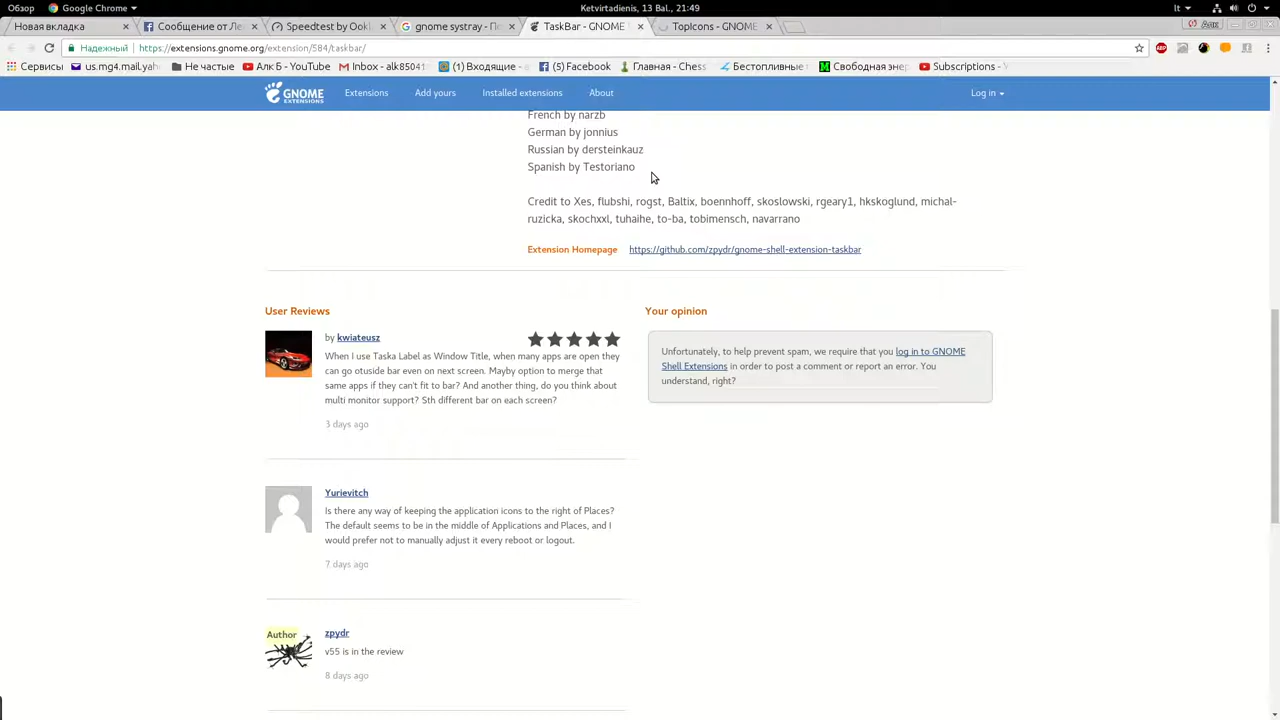 Обзор
Google Chrome
Ketvirtadienis, 13 Bal., 21:49
lt
Новая вкладка
Сообщение от Ле
Speedtest by Ookl
gnome systray - По
TaskBar - GNOME
TopIcons - GNOME
Алк
Надежный
https://extensions.gnome.org/extension/584/taskbar/
ABP
Сервисы
us.mg4.mail.yah
Не частые
Алк Б - YouTube
Inbox - alk85041
(1) Входящие -
(5) Facebook
Главная - Chess
Бестопливные
Свободная энер
Subscriptions - Y
GNOME
EXTENSIONS
Extensions
Add yours
Installed extensions
About
Log in
French by narzb
German by jonnius
Russian by dersteinkauz
Spanish by Testoriano
Credit to Xes, flubshi, rogst, Baltix, boennhoff, skoslowski, rgeary1, hkskoglund, michal-
ruzicka, skochxxl, tuhaihe, to-ba, tobimensch, navarrano
Extension Homepage https://github.com/zpydr/gnome-shell-extension-taskbar
User Reviews
by kwiateusz
When I use Taska Label as Window Title, when many apps are open they
can go otuside bar even on next screen. Mayby option to merge that
same apps if they can't fit to bar? And another thing, do you think about
multi monitor support? Sth different bar on each screen?
3 days ago
Your opinion
Unfortunately, to help prevent spam, we require that you log in to GNOME
Shell Extensions in order to post a comment or report an error. You
understand, right?
Yurievitch
Is there any way of keeping the application icons to the right of Places?
The default seems to be in the middle of Applications and Places, and I
would prefer not to manually adjust it every reboot or logout.
7 days ago
Author
zpydr
v55 is in the review
8 days ago